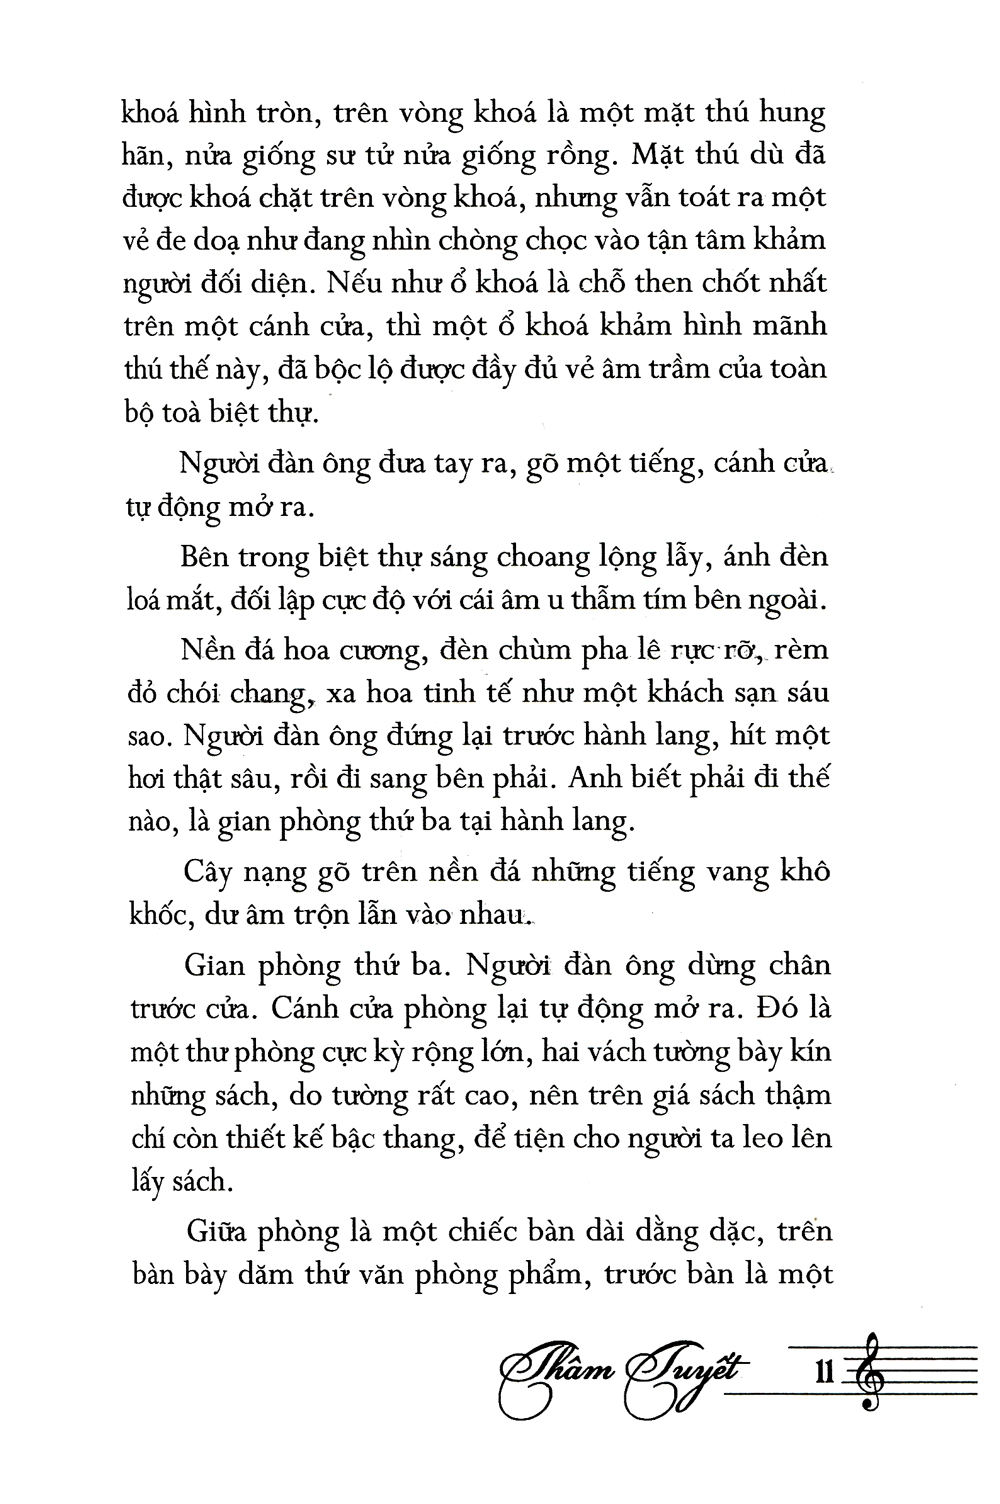 khoá hình tròn, trên vòng khoá là một mặt thú hung
hãn, nửa giống sư tử nửa giống rồng. Mặt thú dù đã
được khoá chặt trên vòng khoá, nhưng vẫn toát ra một
vẻ đe doạ như đang nhìn chòng chọc vào tận tâm khảm
người đối diện. Nếu như ổ khoá là chỗ then chốt nhất
trên một cánh cửa, thì một ổ khoá khảm hình mãnh
thú thế này, đã bộc lộ được đầy đủ vẻ âm trầm của toàn
bộ toà biệt thự.
Người đàn ông đưa tay ra, gõ một tiếng, cánh cửa
tự động mở ra.
Bên trong biệt thự sáng choang lộng lẫy, ánh đèn
loá mắt, đối lập cực độ với cái âm u thẫm tím bên ngoài.
Nền đá hoa cương, đèn chùm pha lê rực rỡ, rèm
đỏ chói chang, xa hoa tinh tế như một khách sạn sáu
sao. Người đàn ông đứng lại trước hành lang, hít một
hơi thật sâu, rồi đi sang bên phải. Anh biết phải đi thế
nào, là gian phòng thứ ba tại hành lang.
Cây nạng gõ trên nền đá những tiếng vang khô
khốc, dư âm trộn lẫn vào nhau.
Gian phòng thứ ba. Người đàn ông dừng chân
trước cửa. Cánh cửa phòng lại tự động mở ra. Đó là
một thư phòng cực kỳ rộng lớn, hai vách tường bày kín
những sách, do tường rất cao, nên trên giá sách thậm
chí còn thiết kế bậc thang, để tiện cho người ta leo lên
lấy sách.
Giữa phòng là một chiếc bàn dài dằng dặc, trên
bàn bày dăm thứ văn phòng phẩm, trước bàn là một
Thâm Tuyết 11